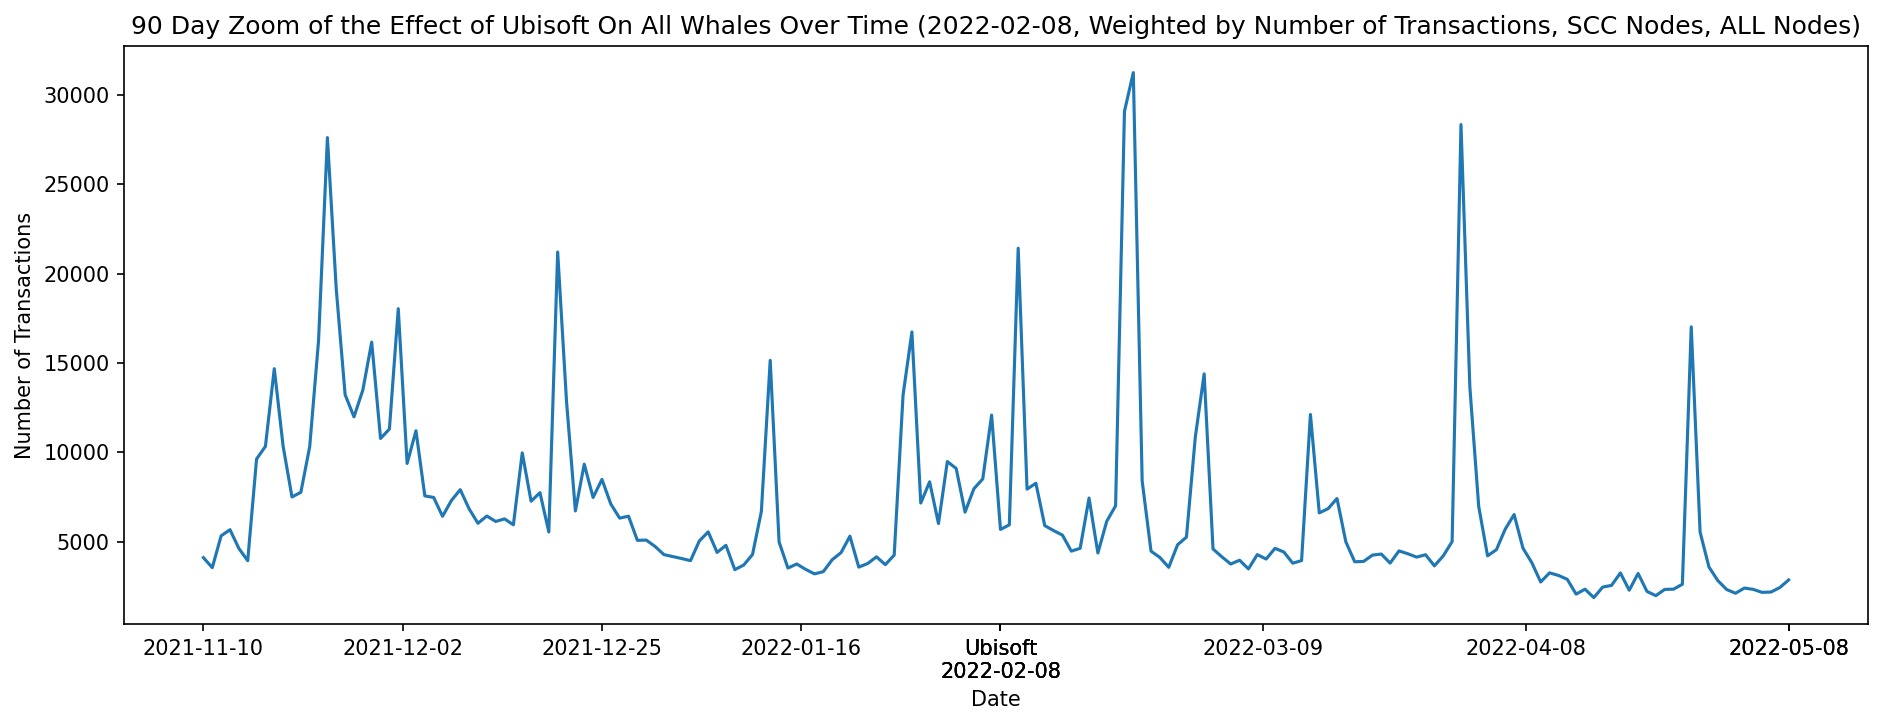 90 Day Zoom of the Effect of Ubisoft On All Whales Over Time (2022-02-08, Weighted by Number of Transactions, SCC Nodes, ALL Nodes)
30000
25000
20000
15000
10000
5000
Number of Transactions
2021-11-10 2021-12-02 2021-12-25 2022-01-16 Ubisoft 2022-03-09 2022-04-08 2022-05-08
2022-02-08
Date